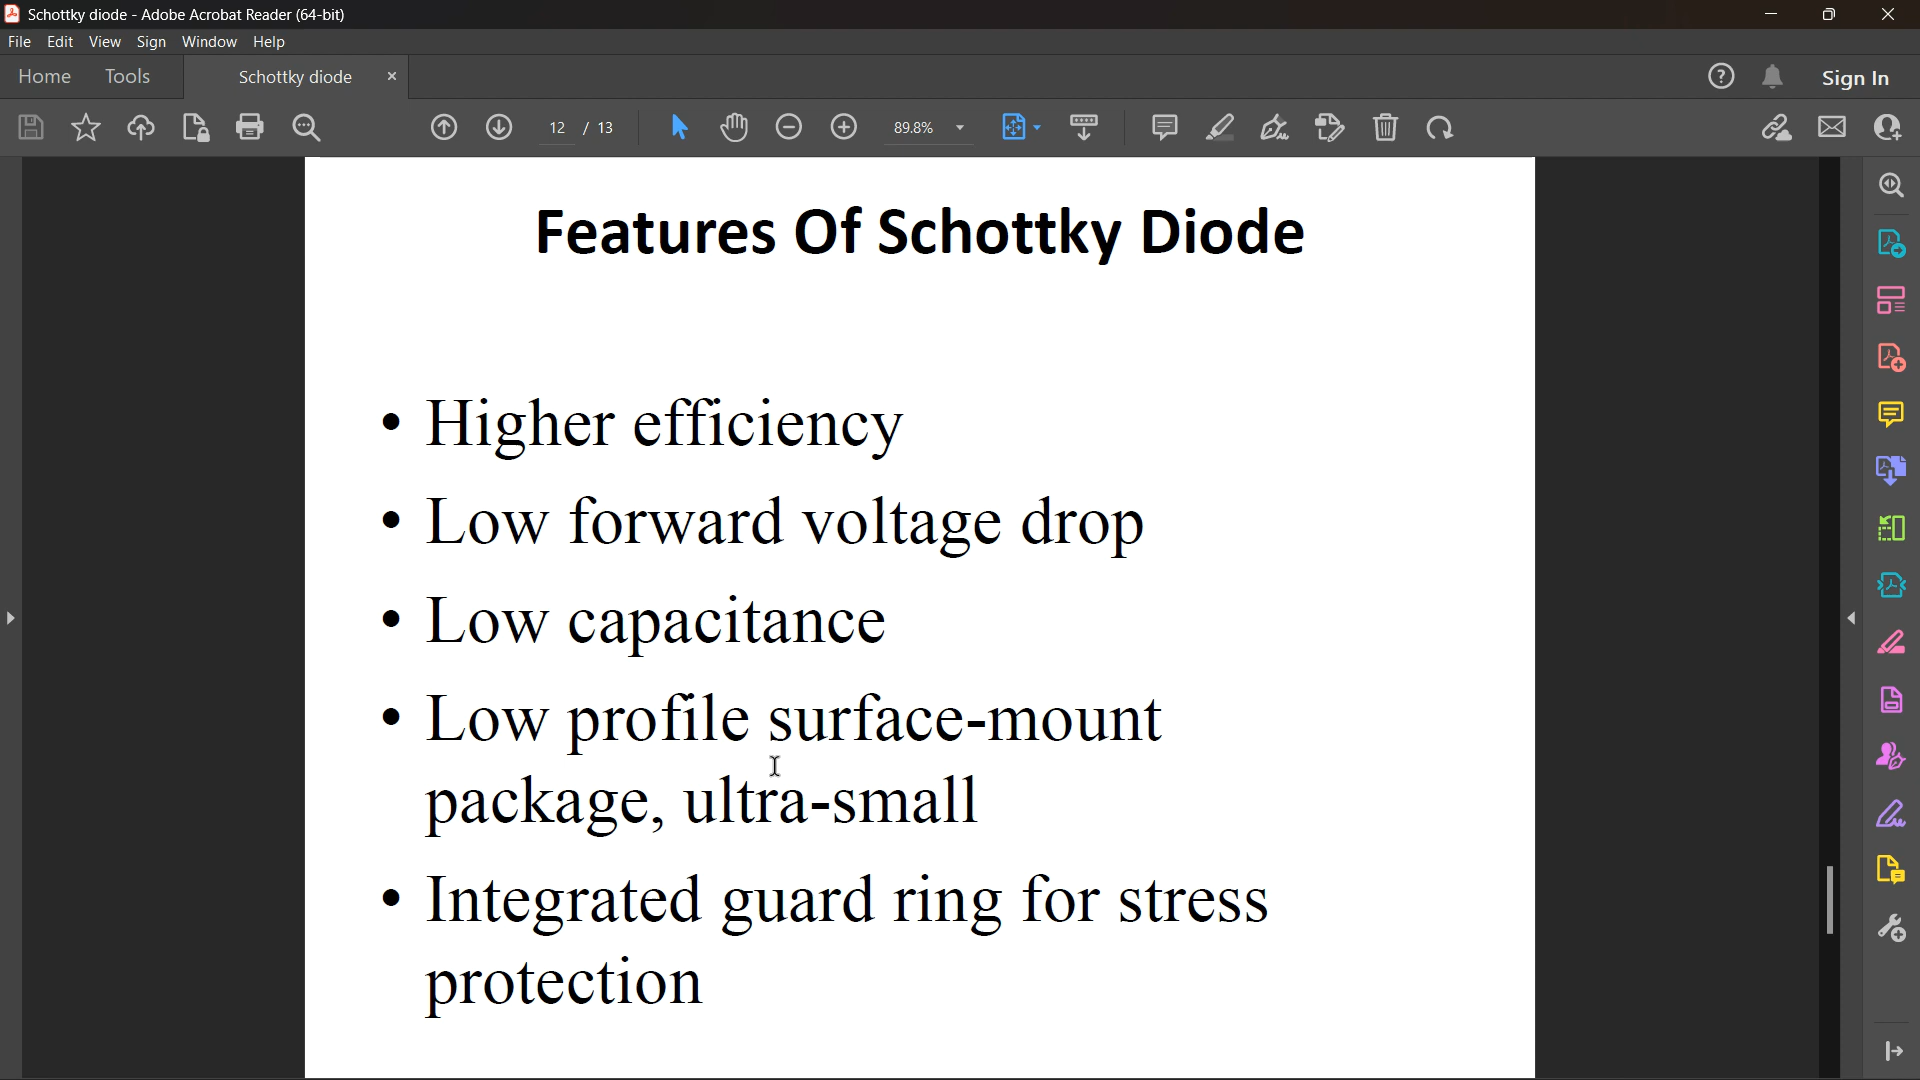 Schottky diode - Adobe Acrobat Reader (64-bit)
File Edit View Sign Window Help
Home Tools Schottky diode Sign In
12 / 13 89.8%
Features Of Schottky Diode
• Higher efficiency
• Low forward voltage drop
• Low capacitance
• Low profile surface-mount
package, ultra-small
• Integrated guard ring for stress
protection